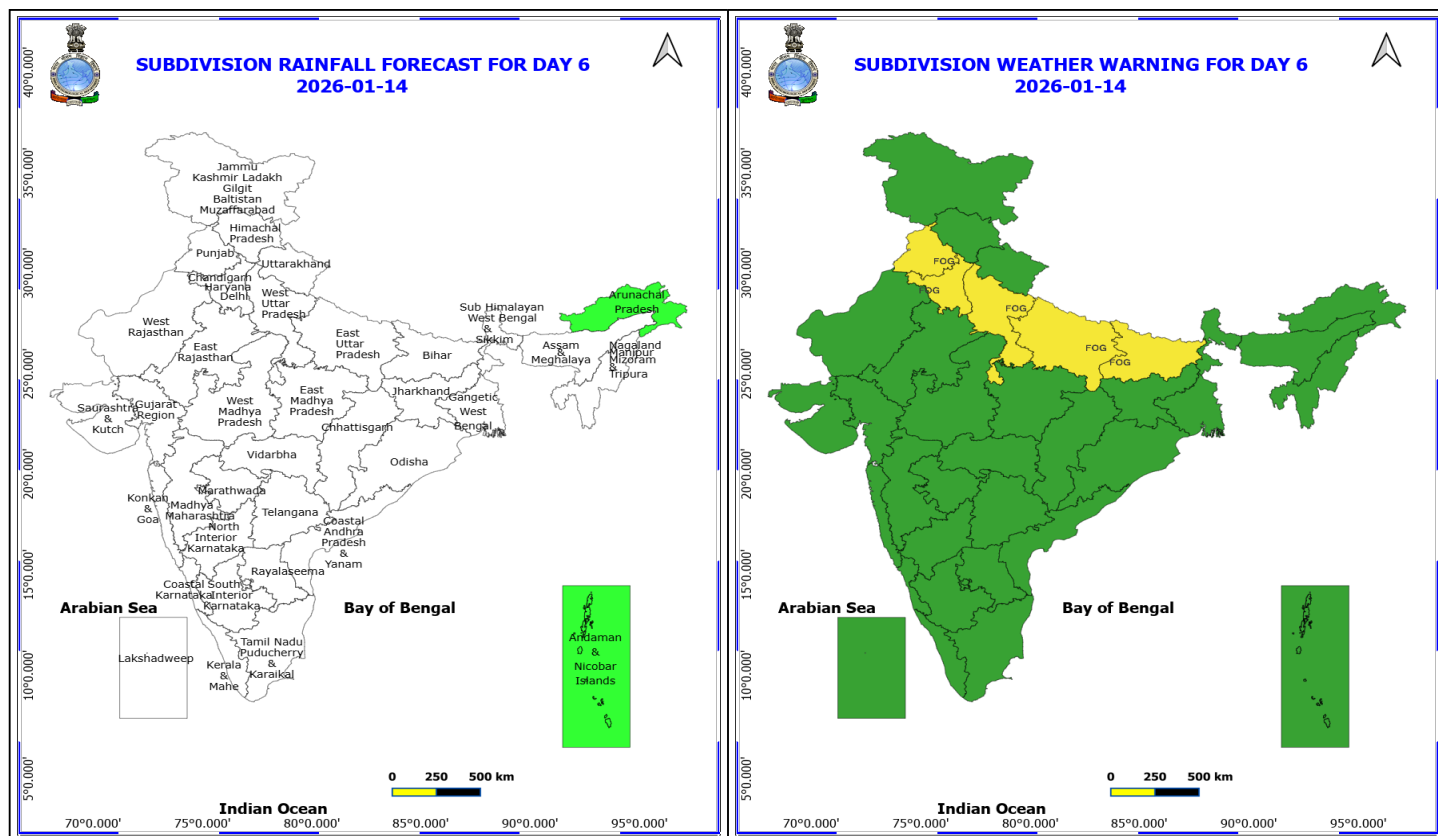 SUBDIVISION RAINFALL FORECAST FOR DAY 6
2026-01-14
40°0.000'
35°0.000'
30°0.000'
25°0.000'
20°0.000'
15°0.000'
10°0.000'
5°0.000'
Jammu
Kashmir Ladakh
Gilgit
Baltistan
Muzaffarabad
Himachal
Pradesh
Punjab
Uttarakhand
Chandigarh
Haryana
Delhi
West
Uttar
Pradesh
Arunachal
Pradesh
Sub Himalayan
West Bengal
&
Sikkim
West
Rajasthan
East
Rajasthan
East
Uttar
Pradesh
Bihar
Assam
&
Meghalaya
Nagaland
Manipur
Mizoram
&
Tripura
Saurashtra
&
Kutch
Gujarat
Region
West
Madhya
Pradesh
East
Madhya
Pradesh
Jharkhand
Gangetic
West
Bengal
Chhattisgarh
Vidarbha
Odisha
Konkan
&
Goa
Marathwada
Madhya
Maharashtra
Telangana
North
Interior
Karnataka
Coastal
Andhra
Pradesh
&
Yanam
Rayalaseema
Coastal
Karnataka
South
Interior
Karnataka
Arabian Sea
Bay of Bengal
Lakshadweep
Kerala
&
Mahe
Tamil Nadu
Puducherry
&
Karaikal
Andaman
&
Nicobar
Islands
0 250 500 km
Indian Ocean
70°0.000' 75°0.000' 80°0.000' 85°0.000' 90°0.000' 95°0.000'
SUBDIVISION WEATHER WARNING FOR DAY 6
2026-01-14
40°0.000'
35°0.000'
30°0.000'
25°0.000'
20°0.000'
15°0.000'
10°0.000'
5°0.000'
FOG
FOG
FOG
FOG
FOG
Arabian Sea
Bay of Bengal
0 250 500 km
Indian Ocean
70°0.000' 75°0.000' 80°0.000' 85°0.000' 90°0.000' 95°0.000'